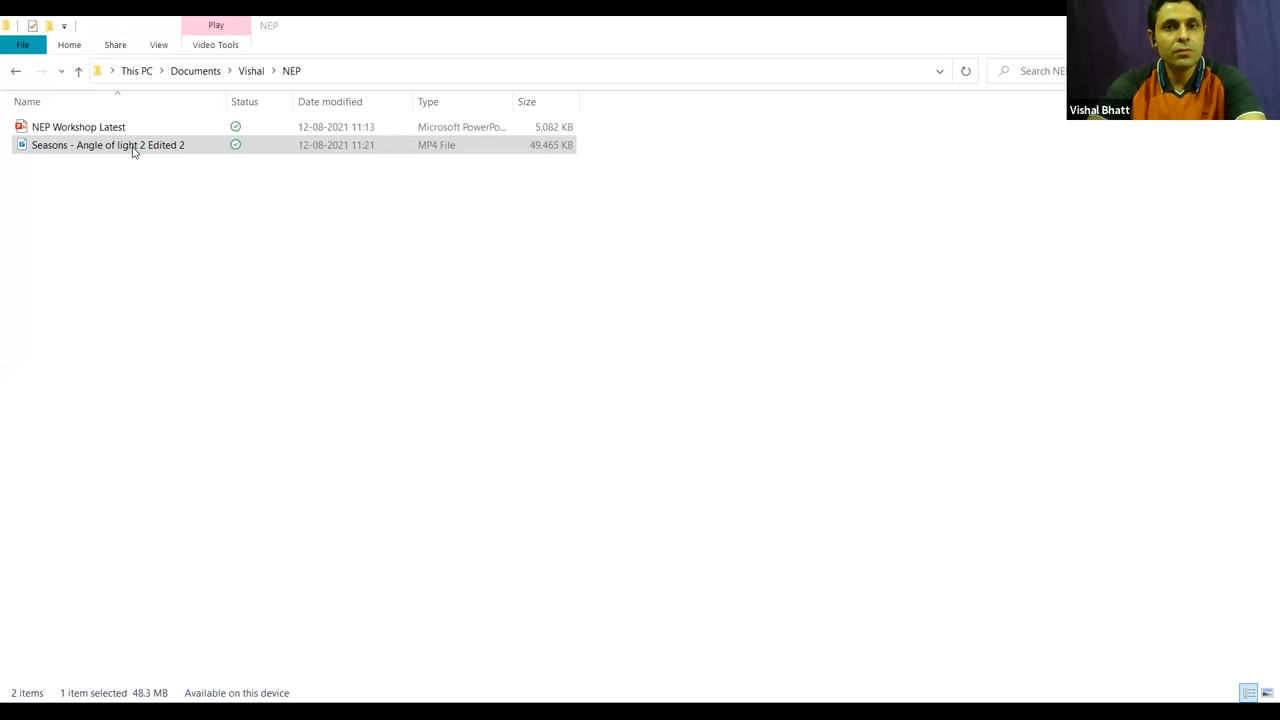 Play
NEP
File
Home
Share
View
Video Tools
This PC
Documents
Vishal
NEP
Search NE
Vishal Bhatt
Name
Status
Date modified
Type
Size
NEP Workshop Latest
12-08-2021 11:13
Microsoft PowerPo...
5,082 KB
Seasons - Angle of light 2 Edited 2
12-08-2021 11:21
MP4 File
49,465 KB
2 items
1 item selected
48.3 MB
Available on this device